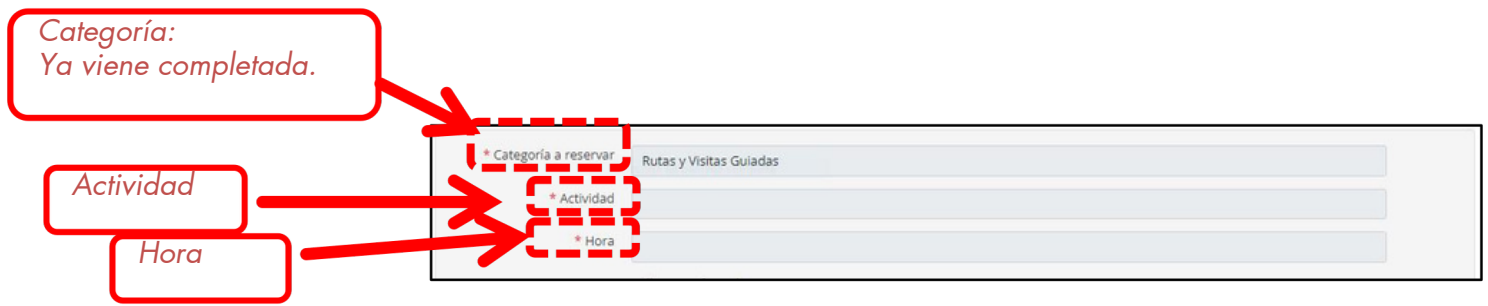 Categoría:
Ya viene completada.
* Categoría a reservar
Rutas y Visitas Guiadas
Actividad
* Actividad
Hora
* Hora